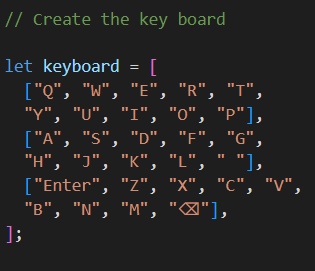 // Create the key board
let keyboard = [
["Q", "W", "E", "R", "T",
"Y", "U", "I", "O", "P"],
["A", "S", "D", "F", "G",
"H", "J", "K", "L", " "],
["Enter", "Z", "X", "C", "V",
"B", "N", "M", "⌫"],
];